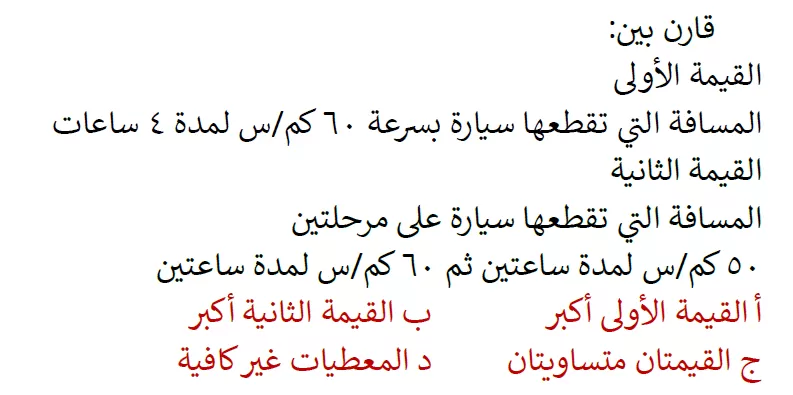 قارن بين:
القيمة الأولى
المسافة التي تقطعها سيارة بسرعة ٦٠ كم/س لمدة ٤ ساعات
القيمة الثانية
المسافة التي تقطعها سيارة على مرحلتين
٥٠ كم/س لمدة ساعتين ثم ٦٠ كم/س لمدة ساعتين
أ القيمة الأولى أكبر ب القيمة الثانية أكبر
ج القيمتان متساويتان د المعطيات غير كافية